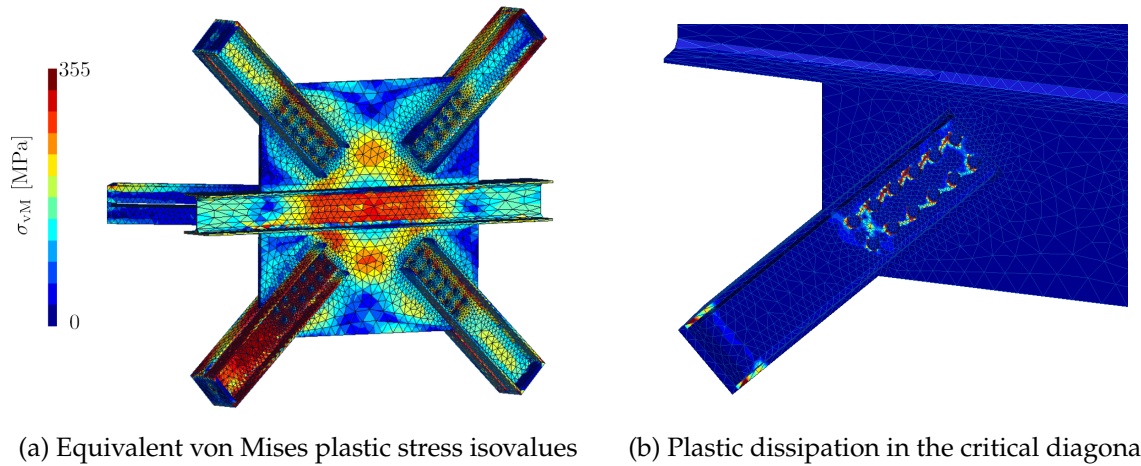 355
σvM [MPa]
0
(a) Equivalent von Mises plastic stress isovalues
(b) Plastic dissipation in the critical diagona